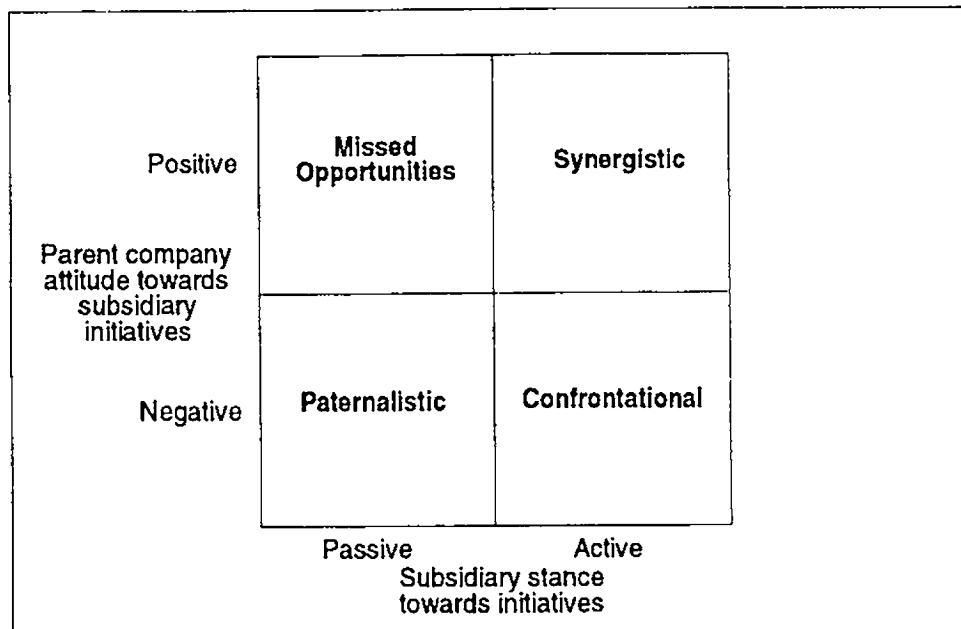 Positive
Missed
Opportunities
Synergistic
Parent company
attitude towards
subsidiary
initiatives
Negative
Paternalistic
Confrontational
Passive
Active
Subsidiary stance
towards initiatives